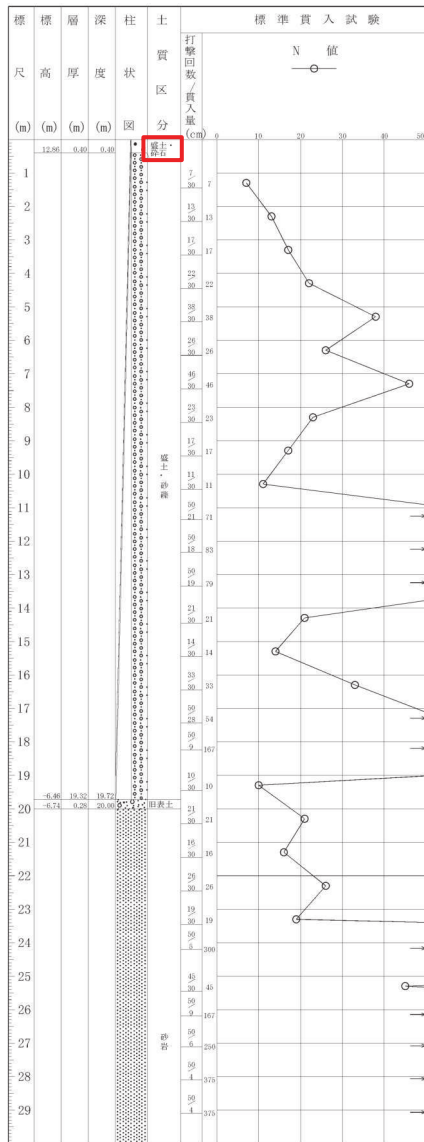 標尺(m) 標高(m) 層厚(m) 深度(m) 柱状図 土質区分 打撃回数/貫入量(cm) 標準貫入試験
N 値
0 10 20 30 40 50
12.86 0.40 0.40 盛土・砕石
1 7/30 7
2 13/30 13
3 17/30 17
4 22/30 22
5 38/30 38
6 26/30 26
7 46/30 46
8 23/30 23
9 17/30 17
10 11/30 11
盛土・砂礫
11 50/21 71
12 50/18 83
13 50/19 79
14 21/30 21
15 14/30 14
16 33/30 33
17 50/28 54
18 50/9 167
19 10/30 10
-6.46 19.32 19.72
20 21/30 21
-6.74 0.28 20.00 旧表土
21 16/30 16
22 26/30 26
23 19/30 19
24 50/5 300
25 45/30 45
26 50/9 167
27 50/6 250
砂岩
28 50/4 375
29 50/4 375